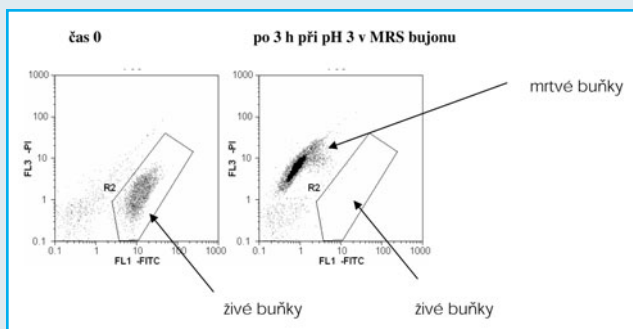 čas 0
po 3 h při pH 3 v MRS bujonu
1000
100
10
1
0.1
FL3 -PI
R2
0.1 1 10 100 1000
FL1 -FITC
1000
100
10
1
0.1
FL3 -PI
R2
0.1 1 10 100 1000
FL1 -FITC
mrtvé buňky
živé buňky
živé buňky